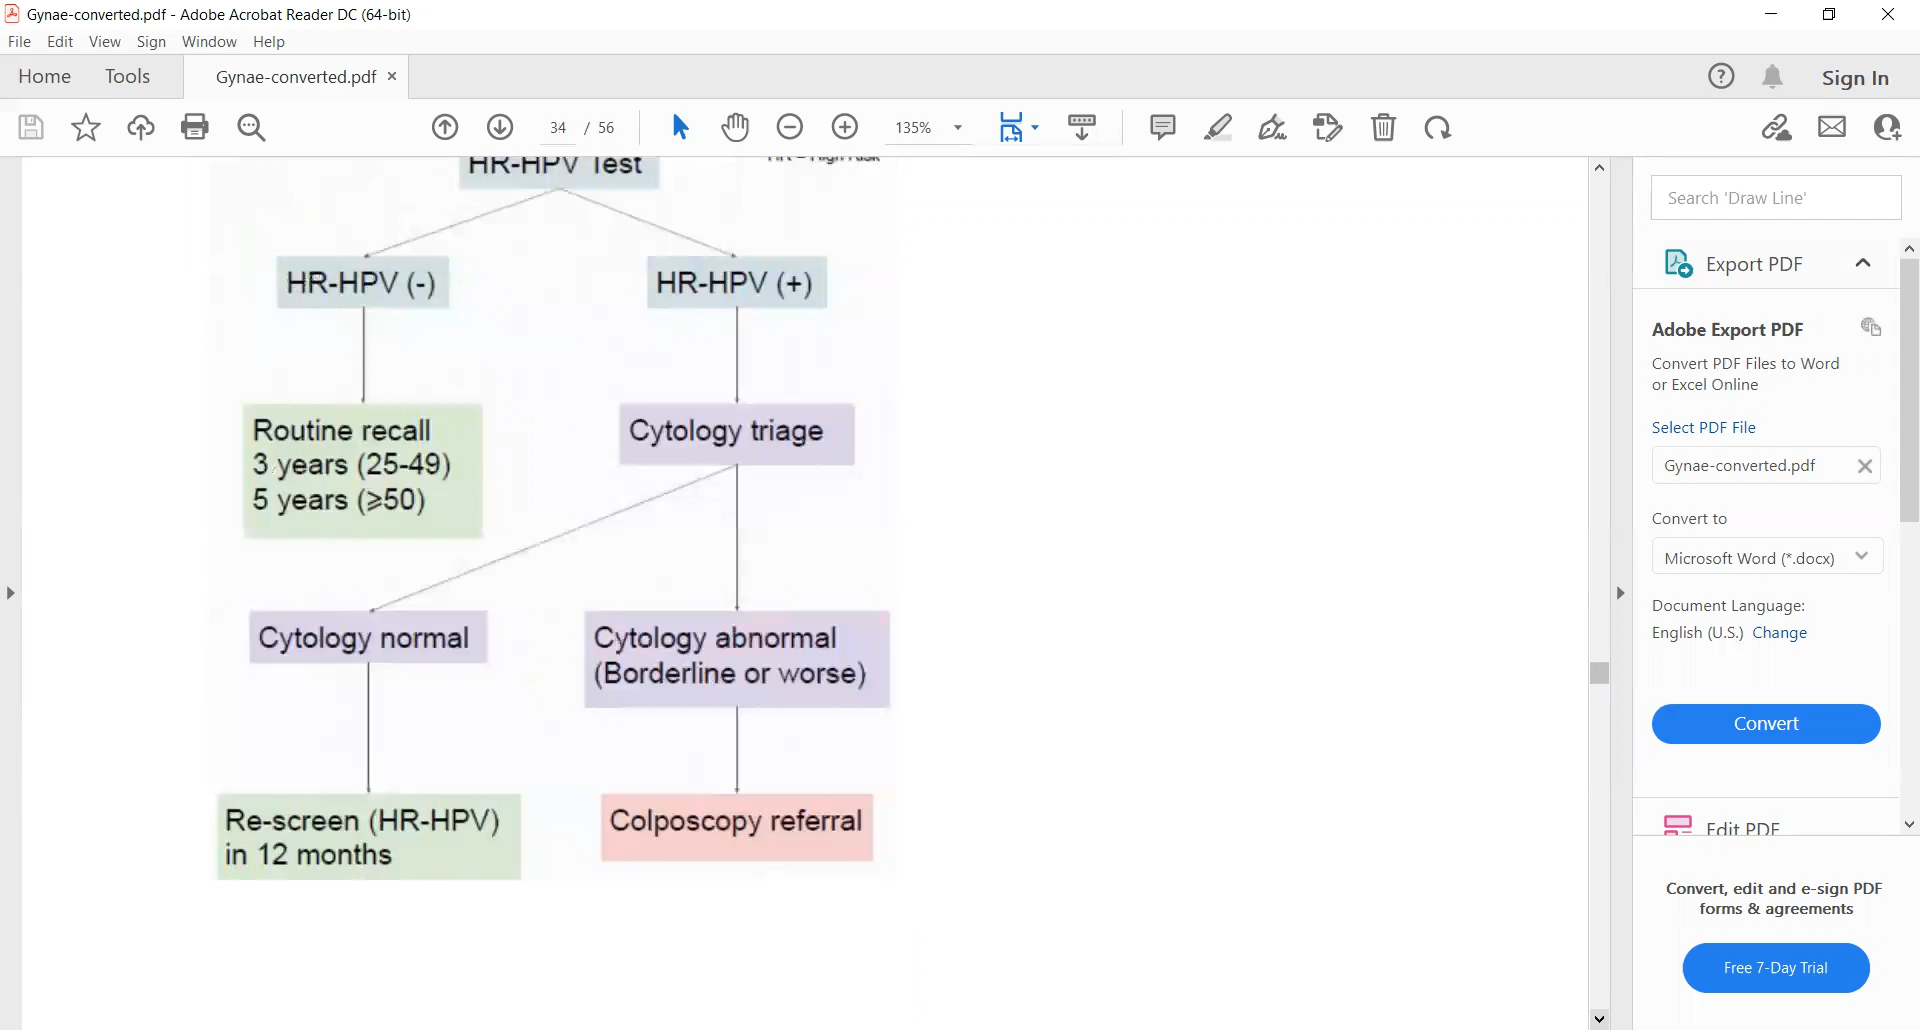 Gynae-converted.pdf - Adobe Acrobat Reader DC (64-bit)
File Edit View Sign Window Help
Home Tools Gynae-converted.pdf × Sign In
34 / 56 135%
HR-HPV Test
HR = High Risk
HR-HPV (-)
HR-HPV (+)
Routine recall
3 years (25-49)
5 years (≥50)
Cytology triage
Cytology normal
Cytology abnormal
(Borderline or worse)
Re-screen (HR-HPV)
in 12 months
Colposcopy referral
Search 'Draw Line'
Export PDF
Adobe Export PDF
Convert PDF Files to Word
or Excel Online
Select PDF File
Gynae-converted.pdf
Convert to
Microsoft Word (*.docx)
Document Language:
English (U.S.) Change
Convert
Edit PDF
Convert, edit and e-sign PDF
forms & agreements
Free 7-Day Trial